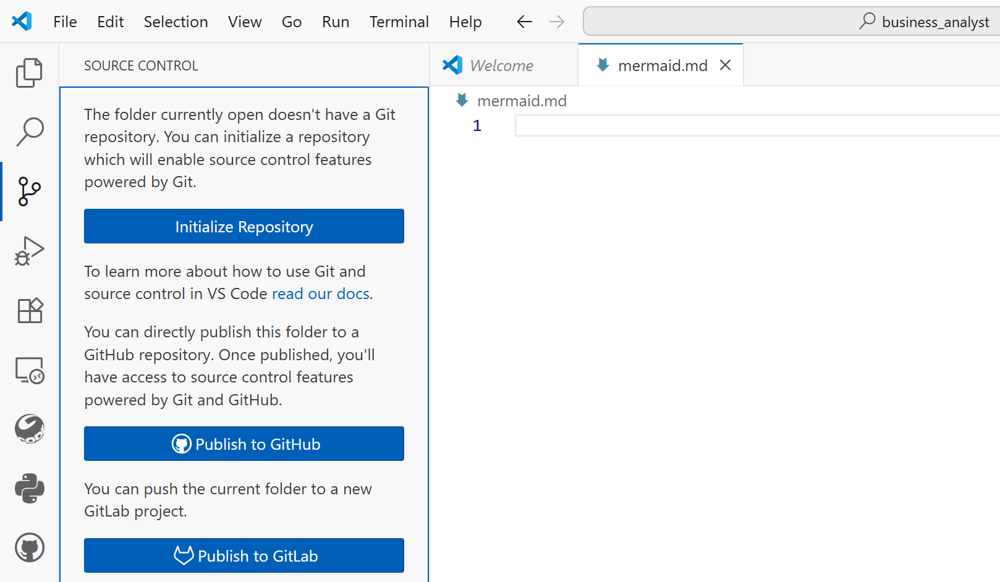 File Edit Selection View Go Run Terminal Help business_analyst
SOURCE CONTROL
The folder currently open doesn't have a Git
repository. You can initialize a repository
which will enable source control features
powered by Git.
Initialize Repository
To learn more about how to use Git and
source control in VS Code read our docs.
You can directly publish this folder to a
GitHub repository. Once published, you'll
have access to source control features
powered by Git and GitHub.
Publish to GitHub
You can push the current folder to a new
GitLab project.
Publish to GitLab
Welcome mermaid.md
mermaid.md
1